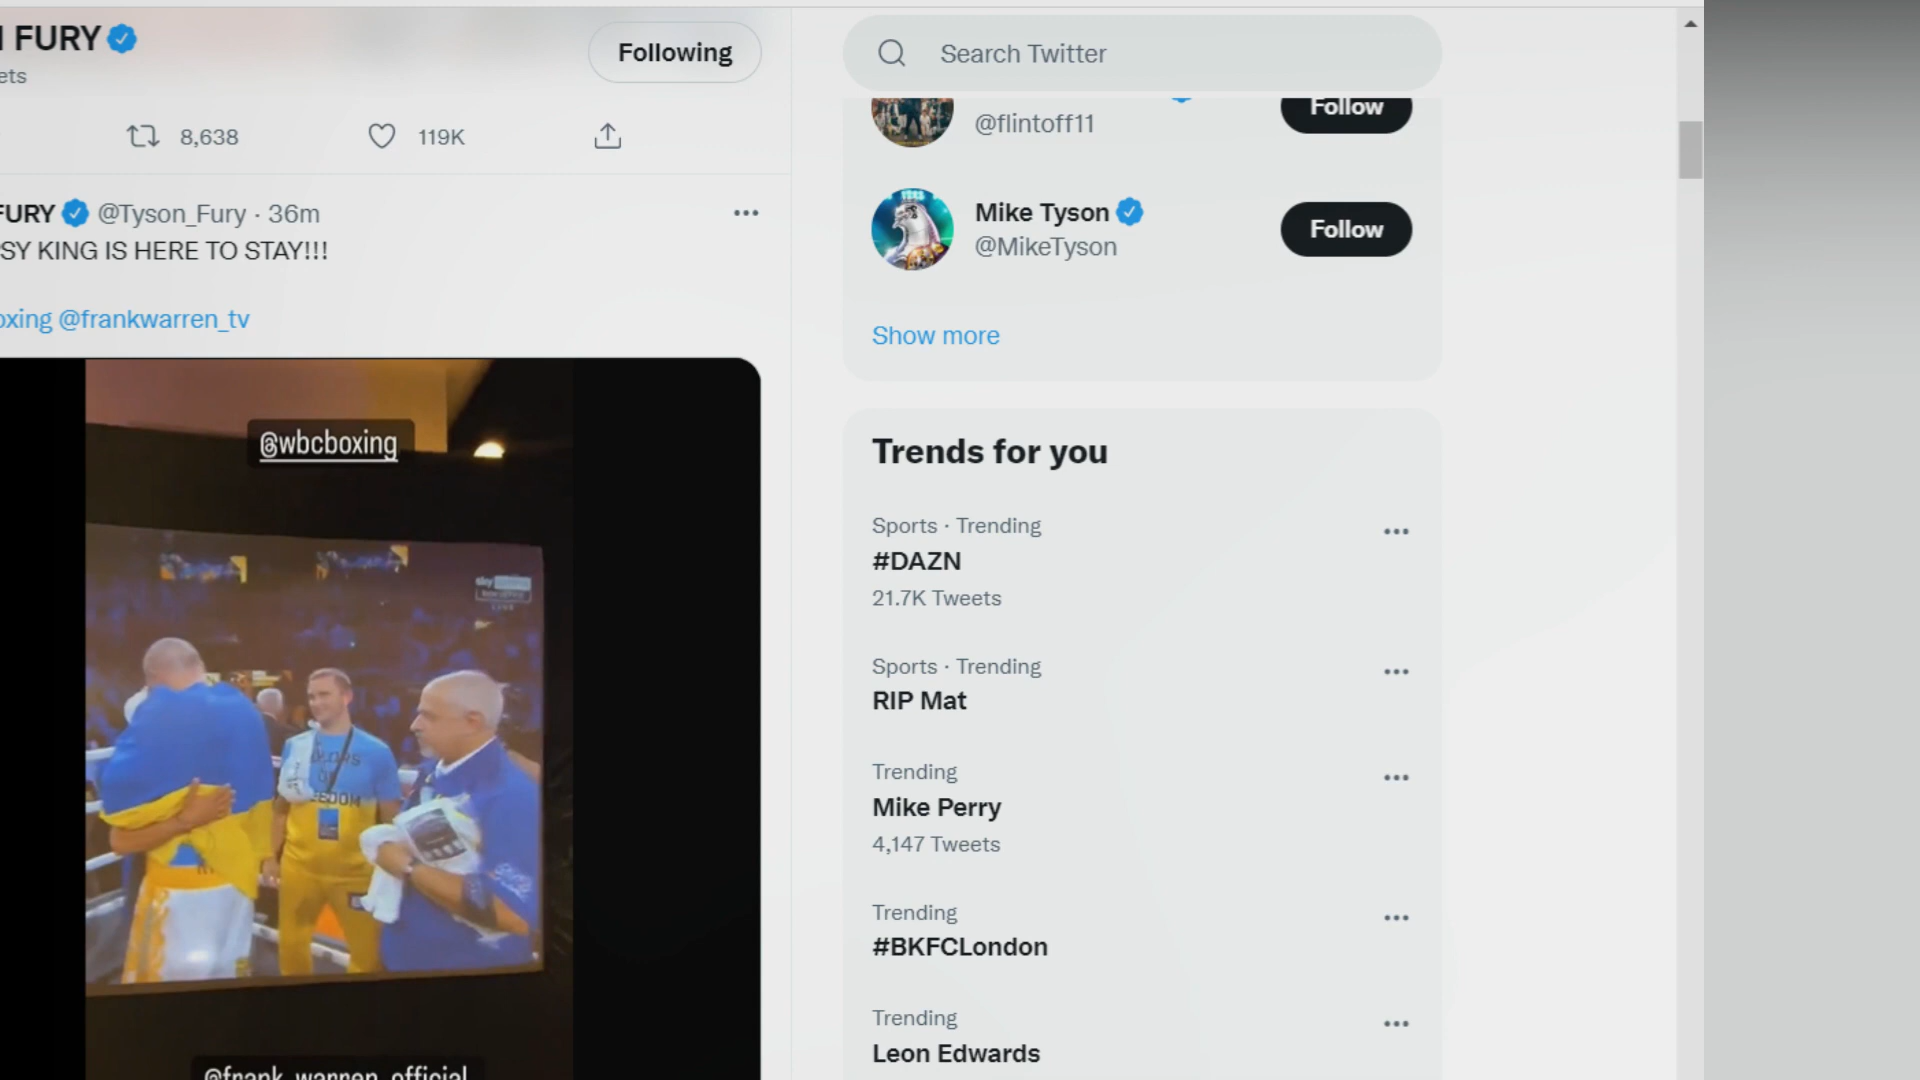 FURY
Following
ets
8,638
119K
FURY @Tyson_Fury · 36m
SY KING IS HERE TO STAY!!!
oxing @frankwarren_tv
@wbcboxing
sky
@frank_warren_official
Search Twitter
@flintoff11
Follow
Mike Tyson
@MikeTyson
Follow
Show more
Trends for you
Sports · Trending
#DAZN
21.7K Tweets
Sports · Trending
RIP Mat
Trending
Mike Perry
4,147 Tweets
Trending
#BKFCLondon
Trending
Leon Edwards